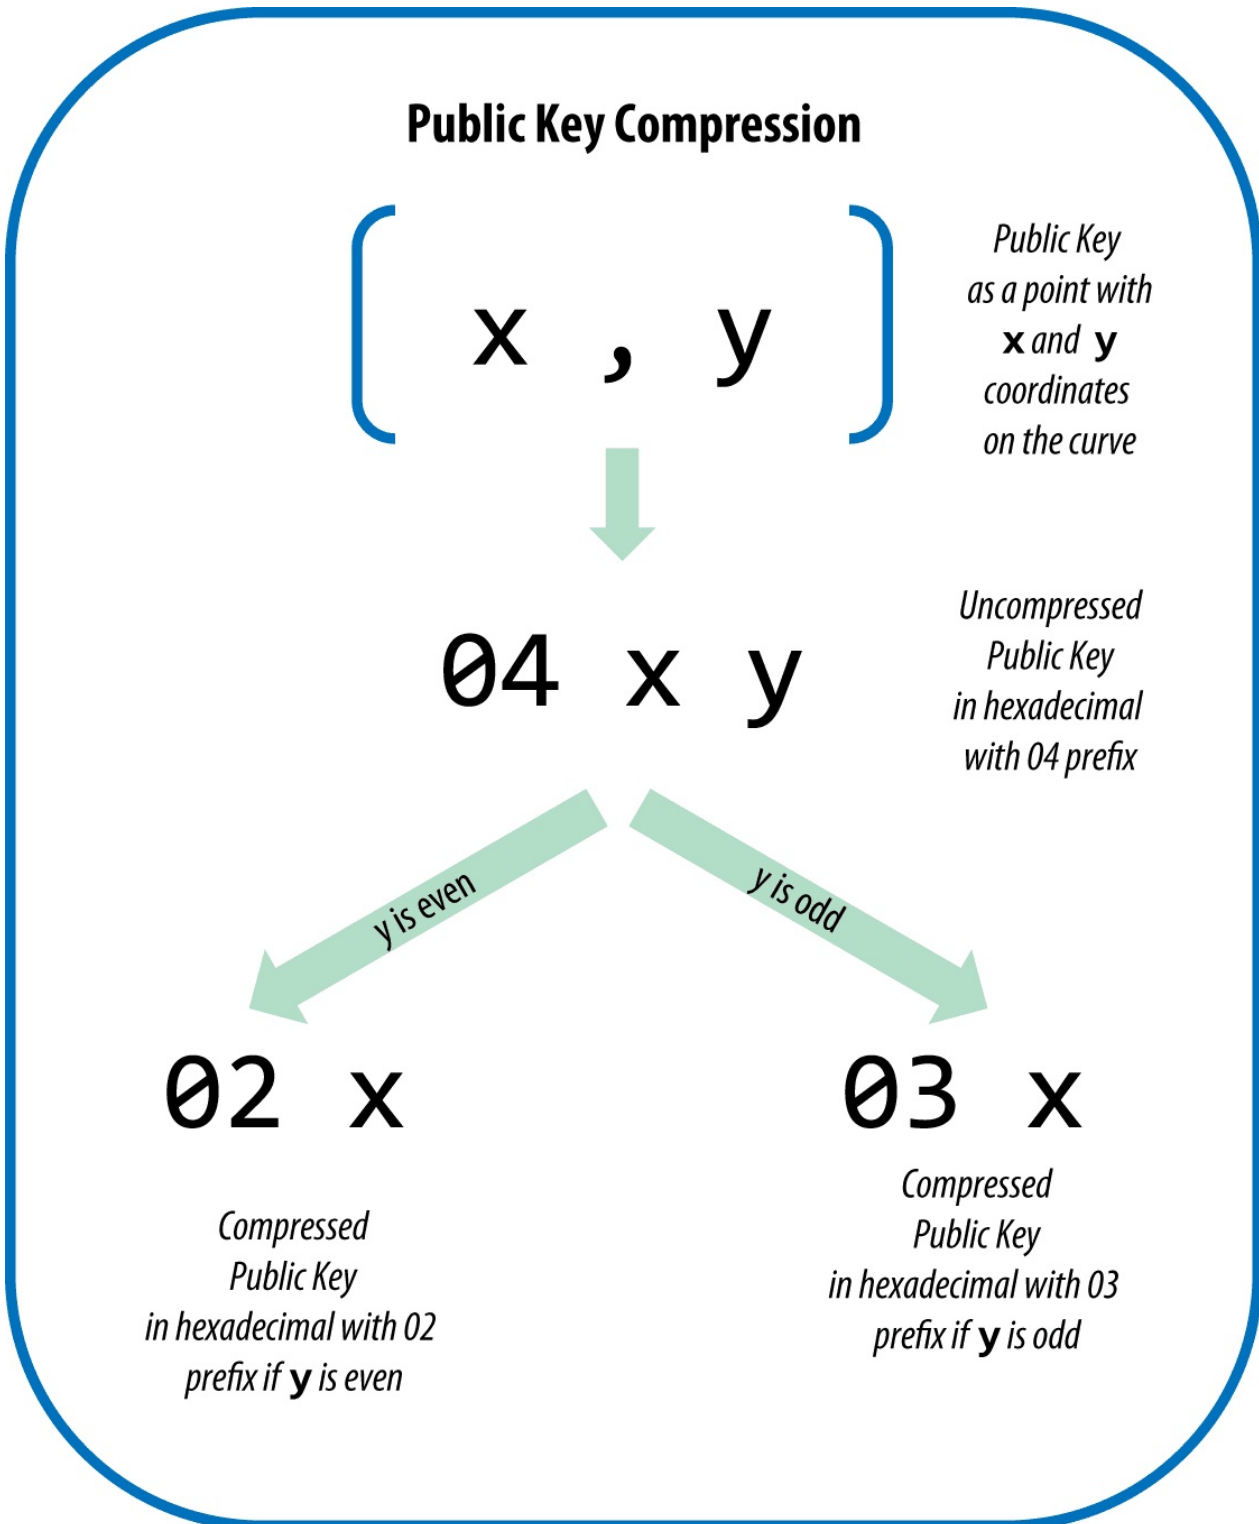 Public Key Compression
x , y
Public Key
as a point with
x and y
coordinates
on the curve
04 x y
Uncompressed
Public Key
in hexadecimal
with 04 prefix
y is even
y is odd
02 x
Compressed
Public Key
in hexadecimal with 02
prefix if y is even
03 x
Compressed
Public Key
in hexadecimal with 03
prefix if y is odd